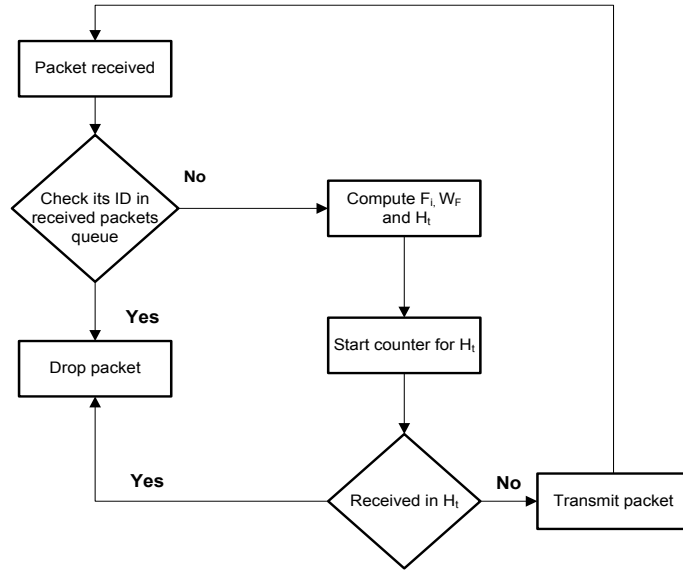 Packet received
Check its ID in
received packets
queue
No
Compute Fi, WF
and Ht
Yes
Start counter for Ht
Drop packet
Yes
Received in Ht
No
Transmit packet